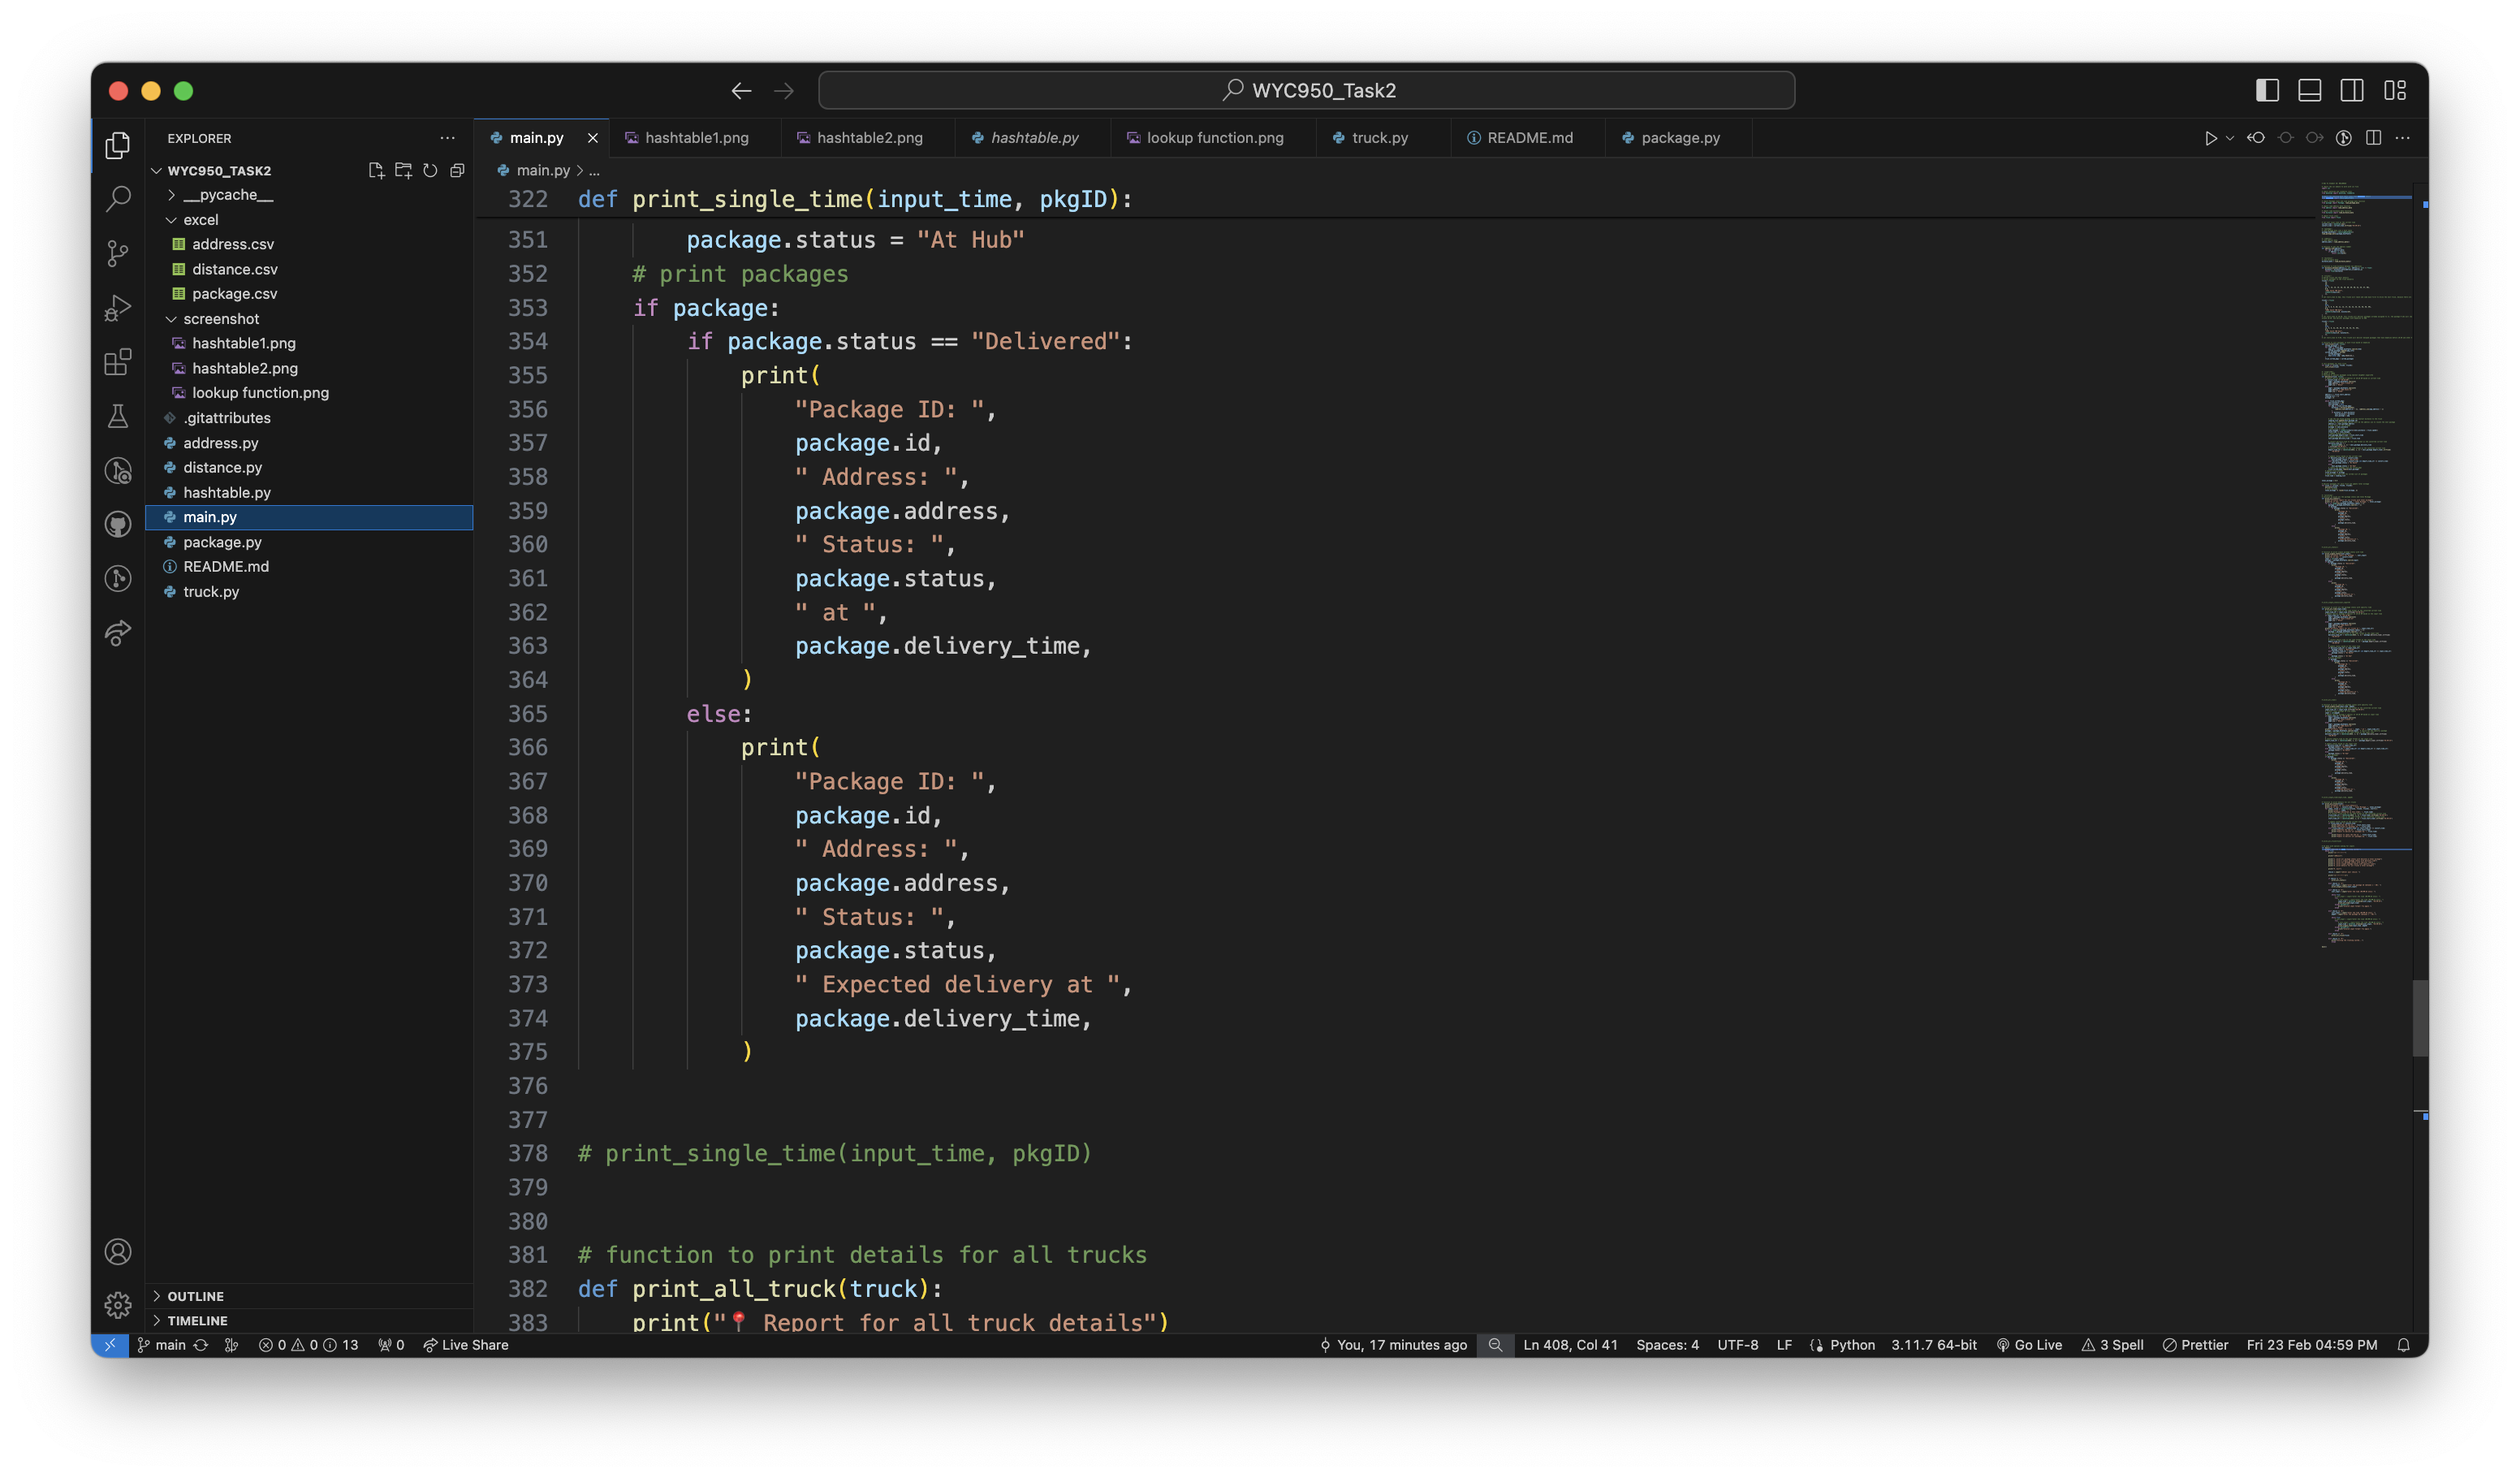 WYC950_Task2
EXPLORER
WYC950_TASK2
__pycache__
excel
address.csv
distance.csv
package.csv
screenshot
hashtable1.png
hashtable2.png
lookup function.png
.gitattributes
address.py
distance.py
hashtable.py
main.py
package.py
README.md
truck.py
OUTLINE
TIMELINE
main.py
hashtable1.png
hashtable2.png
hashtable.py
lookup function.png
truck.py
README.md
package.py
main.py > ...
322 def print_single_time(input_time, pkgID):
351 package.status = "At Hub"
352 # print packages
353 if package:
354 if package.status == "Delivered":
355 print(
356 "Package ID: ",
357 package.id,
358 " Address: ",
359 package.address,
360 " Status: ",
361 package.status,
362 " at ",
363 package.delivery_time,
364 )
365 else:
366 print(
367 "Package ID: ",
368 package.id,
369 " Address: ",
370 package.address,
371 " Status: ",
372 package.status,
373 " Expected delivery at ",
374 package.delivery_time,
375 )
376
377
378 # print_single_time(input_time, pkgID)
379
380
381 # function to print details for all trucks
382 def print_all_truck(truck):
383 print("📍 Report for all truck details")
main 0 0 13 0 Live Share You, 17 minutes ago Ln 408, Col 41 Spaces: 4 UTF-8 LF Python 3.11.7 64-bit Go Live 3 Spell Prettier Fri 23 Feb 04:59 PM